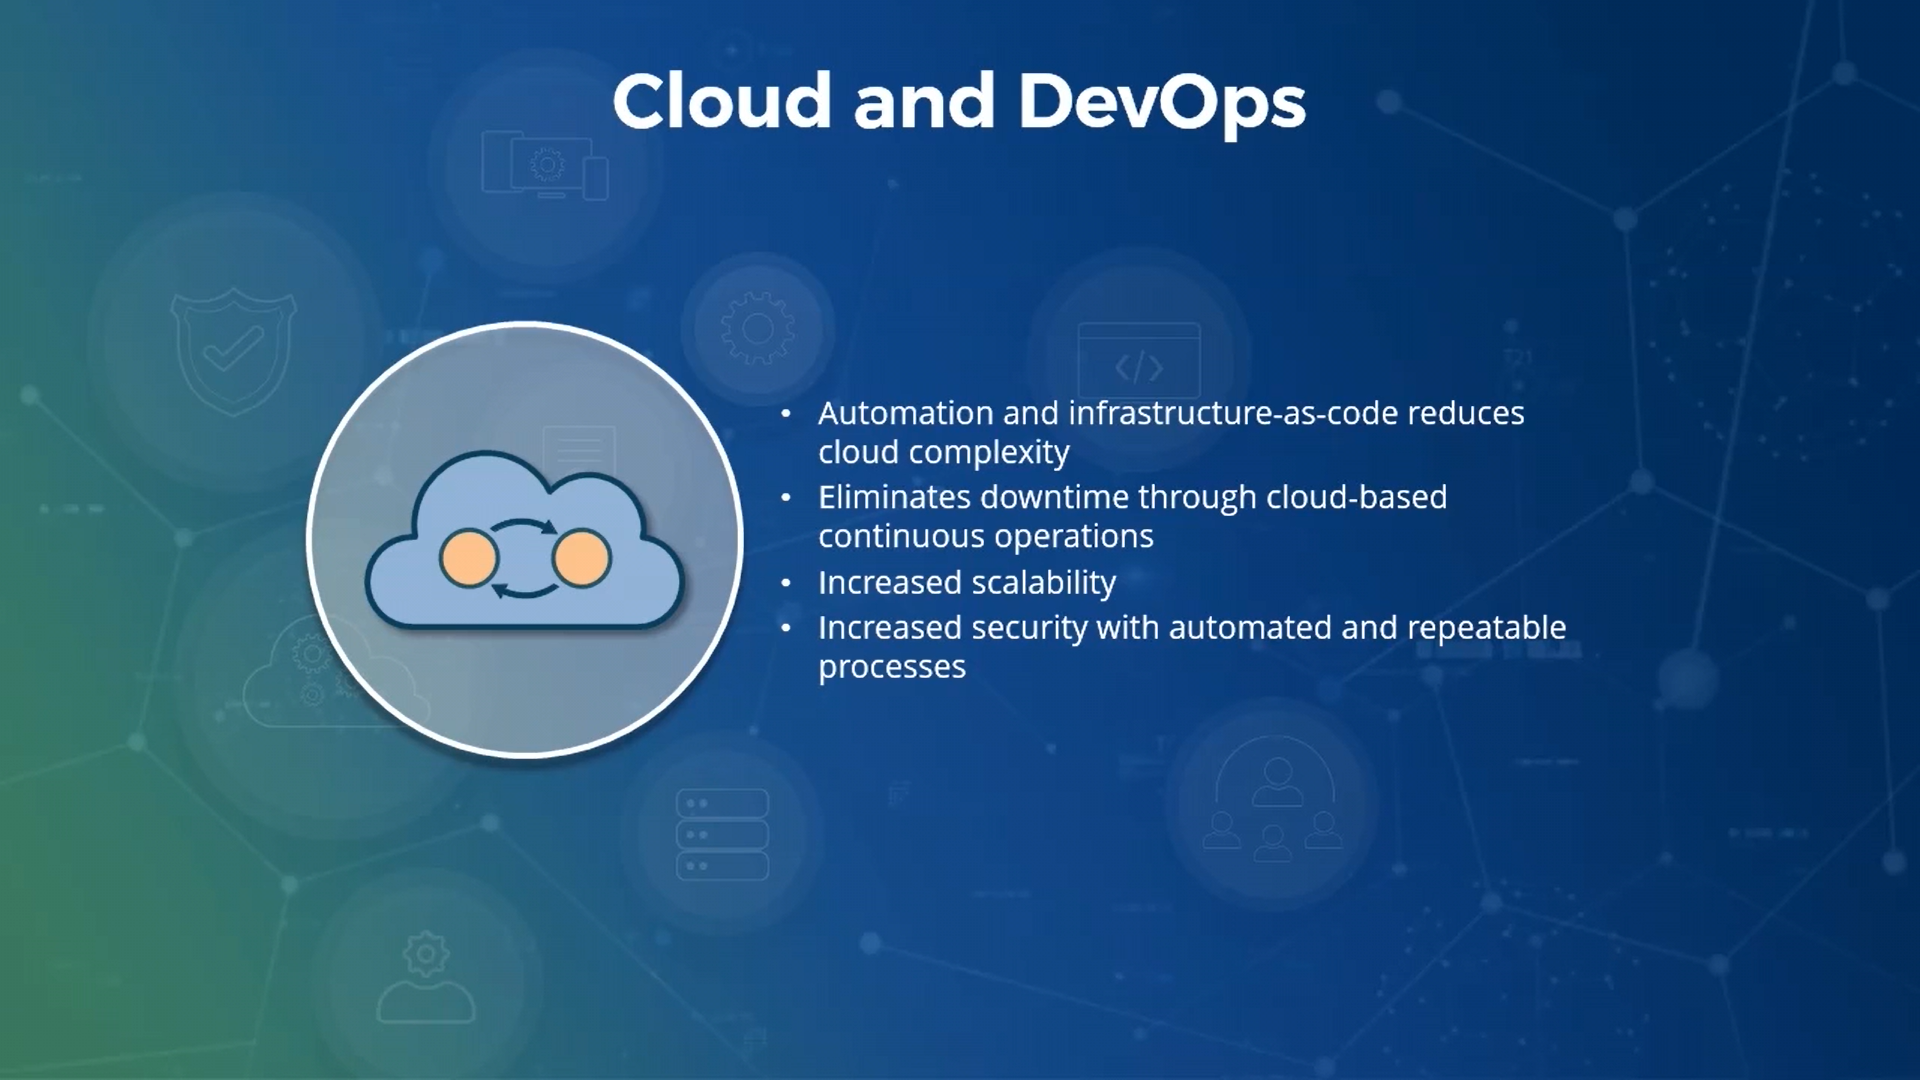 Cloud and DevOps
• Automation and infrastructure-as-code reduces
cloud complexity
• Eliminates downtime through cloud-based
continuous operations
• Increased scalability
• Increased security with automated and repeatable
processes